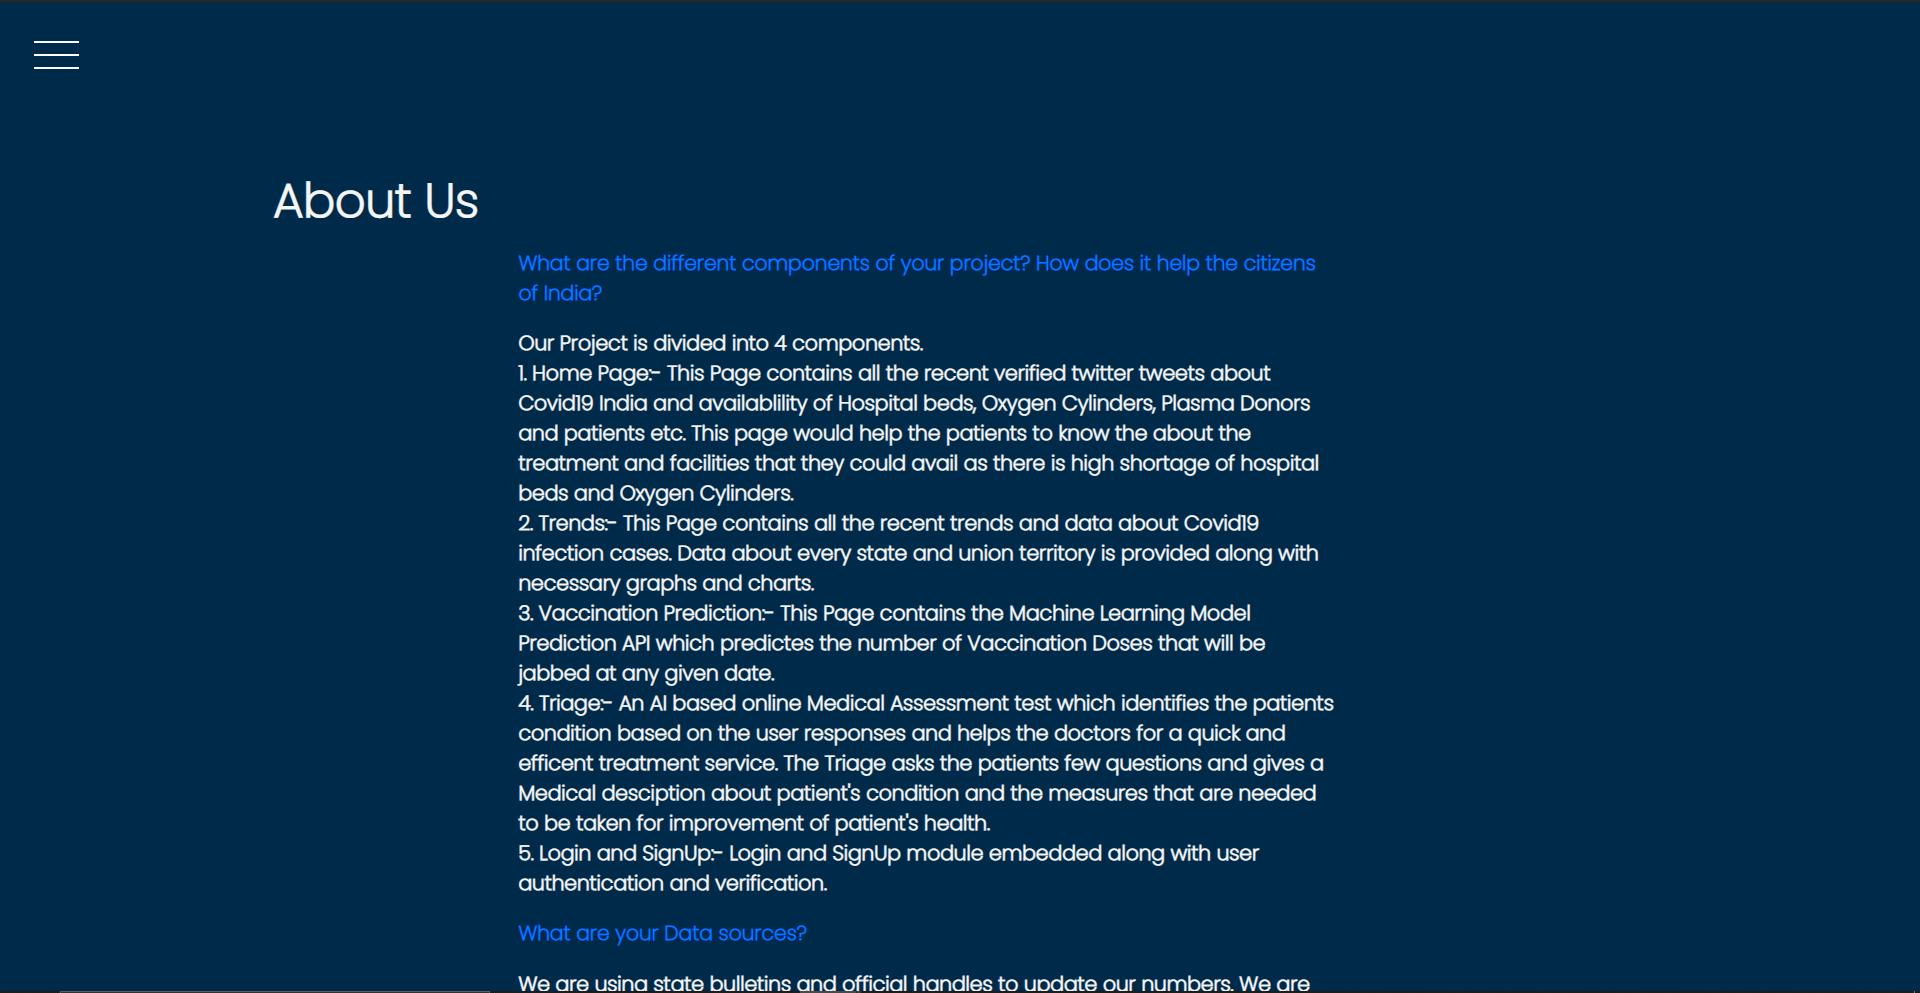 About Us
What are the different components of your project? How does it help the citizens
of India?
Our Project is divided into 4 components.
1. Home Page:- This Page contains all the recent verified twitter tweets about
Covid19 India and availablility of Hospital beds, Oxygen Cylinders, Plasma Donors
and patients etc. This page would help the patients to know the about the
treatment and facilities that they could avail as there is high shortage of hospital
beds and Oxygen Cylinders.
2. Trends:- This Page contains all the recent trends and data about Covid19
infection cases. Data about every state and union territory is provided along with
necessary graphs and charts.
3. Vaccination Prediction:- This Page contains the Machine Learning Model
Prediction API which predictes the number of Vaccination Doses that will be
jabbed at any given date.
4. Triage:- An AI based online Medical Assessment test which identifies the patients
condition based on the user responses and helps the doctors for a quick and
efficent treatment service. The Triage asks the patients few questions and gives a
Medical desciption about patient's condition and the measures that are needed
to be taken for improvement of patient's health.
5. Login and SignUp:- Login and SignUp module embedded along with user
authentication and verification.
What are your Data sources?
We are using state bulletins and official handles to update our numbers. We are